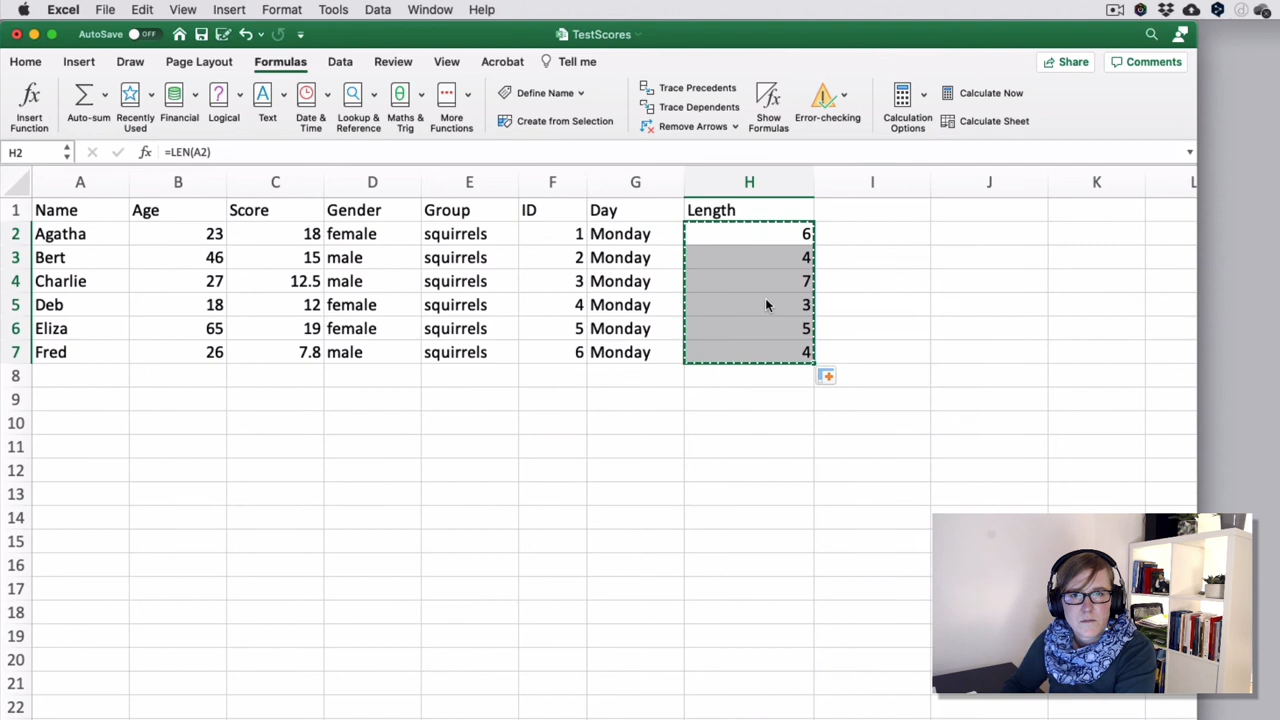 Excel File Edit View Insert Format Tools Data Window Help
AutoSave OFF TestScores
Home Insert Draw Page Layout Formulas Data Review View Acrobat Tell me Share Comments
Insert Function
Auto-sum
Recently Used
Financial
Logical
Text
Date & Time
Lookup & Reference
Maths & Trig
More Functions
Define Name
Create from Selection
Trace Precedents
Trace Dependents
Remove Arrows
Show Formulas
Error-checking
Calculation Options
Calculate Now
Calculate Sheet
H2 fx =LEN(A2)
A B C D E F G H I J K L
1 Name Age Score Gender Group ID Day Length
2 Agatha 23 18 female squirrels 1 Monday 6
3 Bert 46 15 male squirrels 2 Monday 4
4 Charlie 27 12.5 male squirrels 3 Monday 7
5 Deb 18 12 female squirrels 4 Monday 3
6 Eliza 65 19 female squirrels 5 Monday 5
7 Fred 26 7.8 male squirrels 6 Monday 4
8
9
10
11
12
13
14
15
16
17
18
19
20
21
22